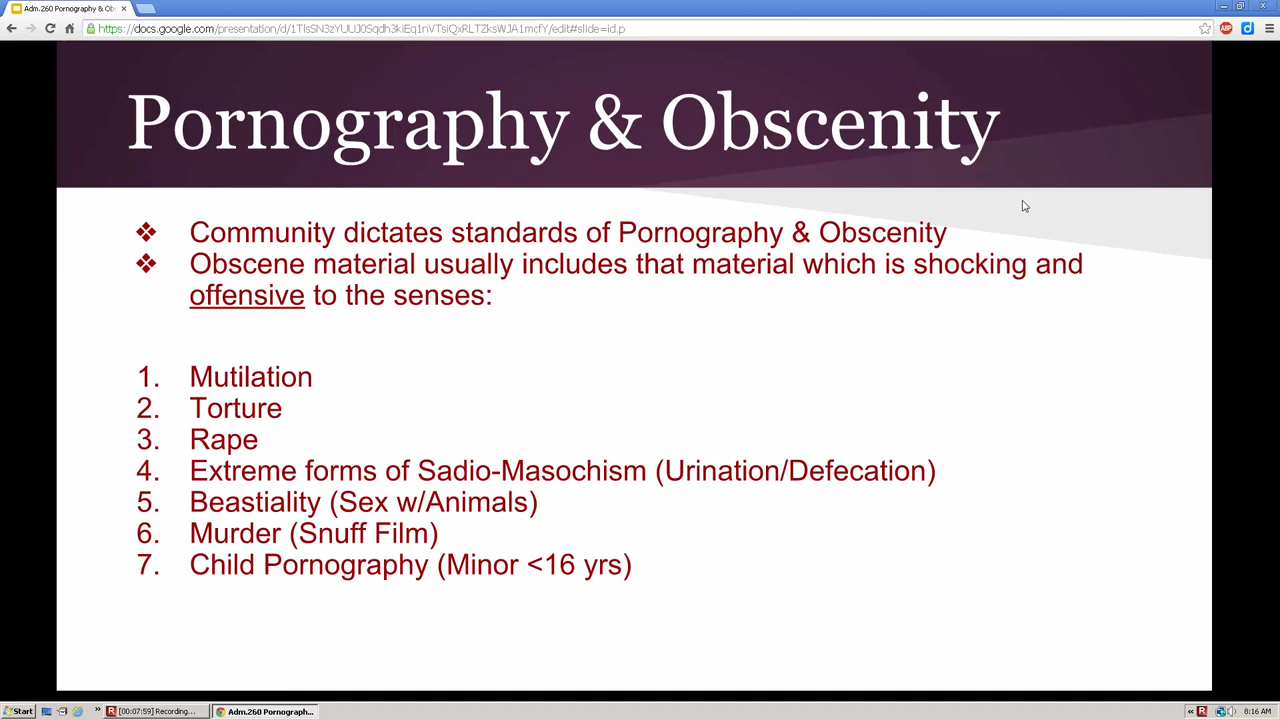 Adm.260 Pornography & Ob
https://docs.google.com/presentation/d/1TlsSN3zYUUJ0Sqdh3kiEq1nVTsiQxRLTZksWJA1mcfY/edit#slide=id.p
Pornography & Obscenity
❖ Community dictates standards of Pornography & Obscenity
❖ Obscene material usually includes that material which is shocking and
offensive to the senses:
1. Mutilation
2. Torture
3. Rape
4. Extreme forms of Sadio-Masochism (Urination/Defecation)
5. Beastiality (Sex w/Animals)
6. Murder (Snuff Film)
7. Child Pornography (Minor <16 yrs)
Start [00:07:59] Recording... Adm.260 Pornograph... 8:16 AM